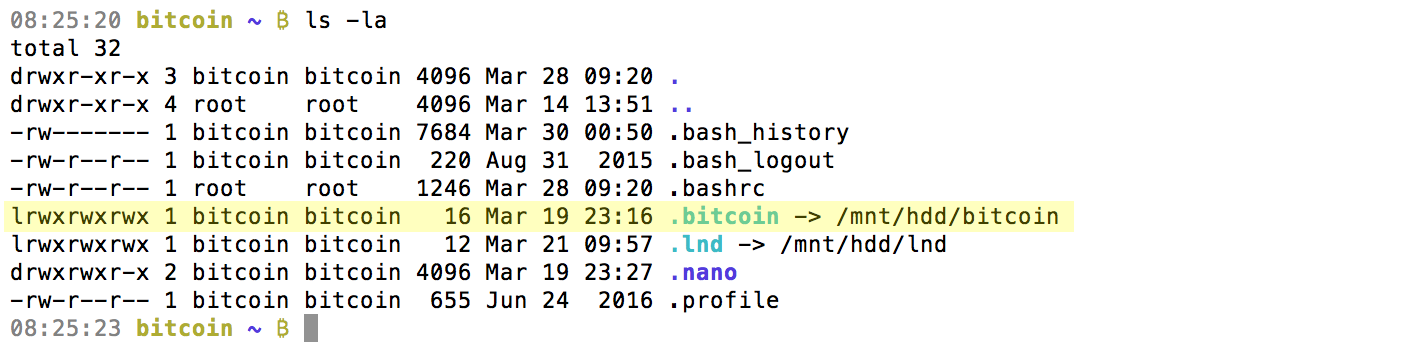 08:25:20 bitcoin ~ ₿ ls -la
total 32
drwxr-xr-x 3 bitcoin bitcoin 4096 Mar 28 09:20 .
drwxr-xr-x 4 root    root    4096 Mar 14 13:51 ..
-rw------- 1 bitcoin bitcoin 7684 Mar 30 00:50 .bash_history
-rw-r--r-- 1 bitcoin bitcoin  220 Aug 31  2015 .bash_logout
-rw-r--r-- 1 root    root    1246 Mar 28 09:20 .bashrc
lrwxrwxrwx 1 bitcoin bitcoin   16 Mar 19 23:16 .bitcoin -> /mnt/hdd/bitcoin
lrwxrwxrwx 1 bitcoin bitcoin   12 Mar 21 09:57 .lnd -> /mnt/hdd/lnd
drwxrwxr-x 2 bitcoin bitcoin 4096 Mar 19 23:27 .nano
-rw-r--r-- 1 bitcoin bitcoin  655 Jun 24  2016 .profile
08:25:23 bitcoin ~ ₿